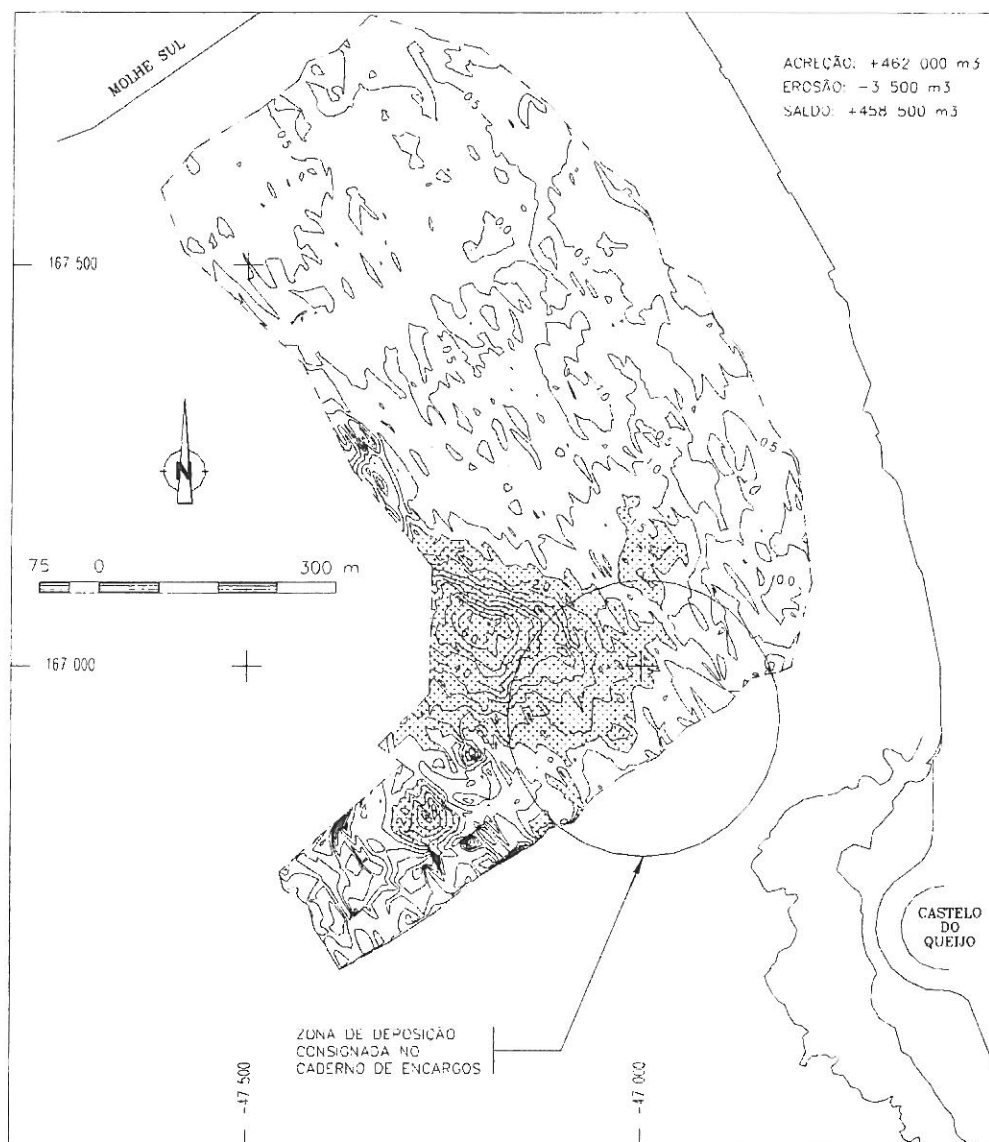 MOLHE SUL
ACREÇÃO: +462 000 m3
EROSÃO: -3 500 m3
SALDO: +458 500 m3
167 500
N
75 0 300 m
167 000
CASTELO
DO
QUEIJO
ZONA DE DEPOSIÇÃO
CONSIGNADA NO
CADERNO DE ENCARGOS
-47 500
-47 000